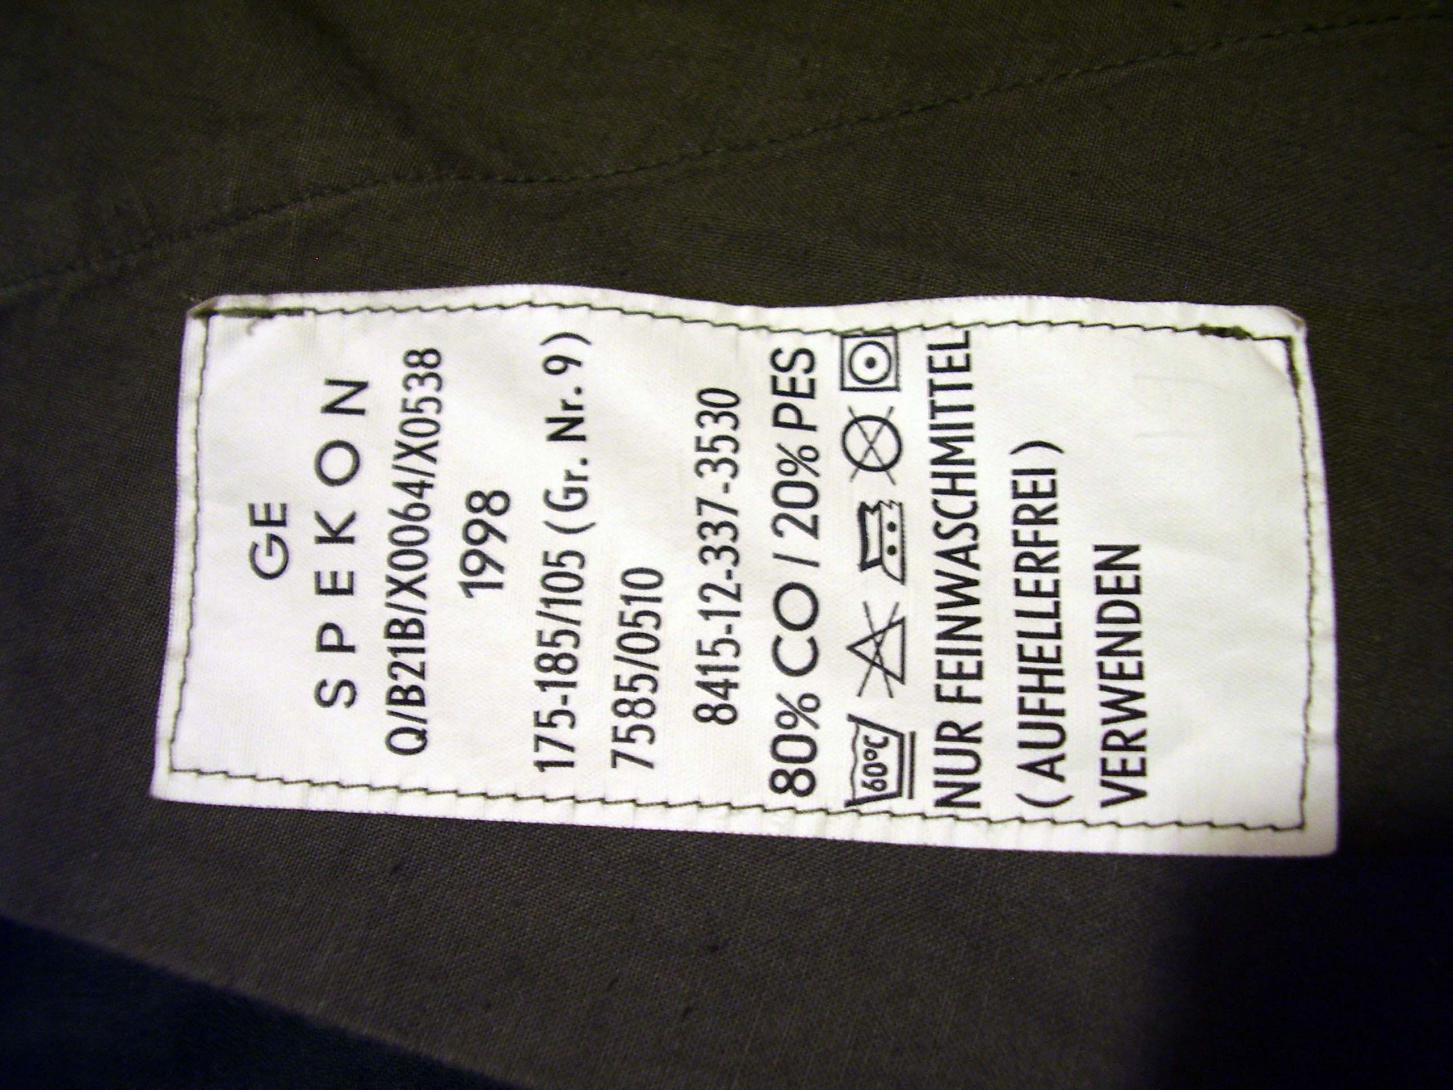 GE
SPEKON
Q/B21B/X0064/X0538
1998
175-185/105 (Gr. Nr. 9)
7585/0510
8415-12-337-3530
80% CO / 20% PES
60°C
NUR FEINWASCHMITTEL
(AUFHELLERFREI)
VERWENDEN